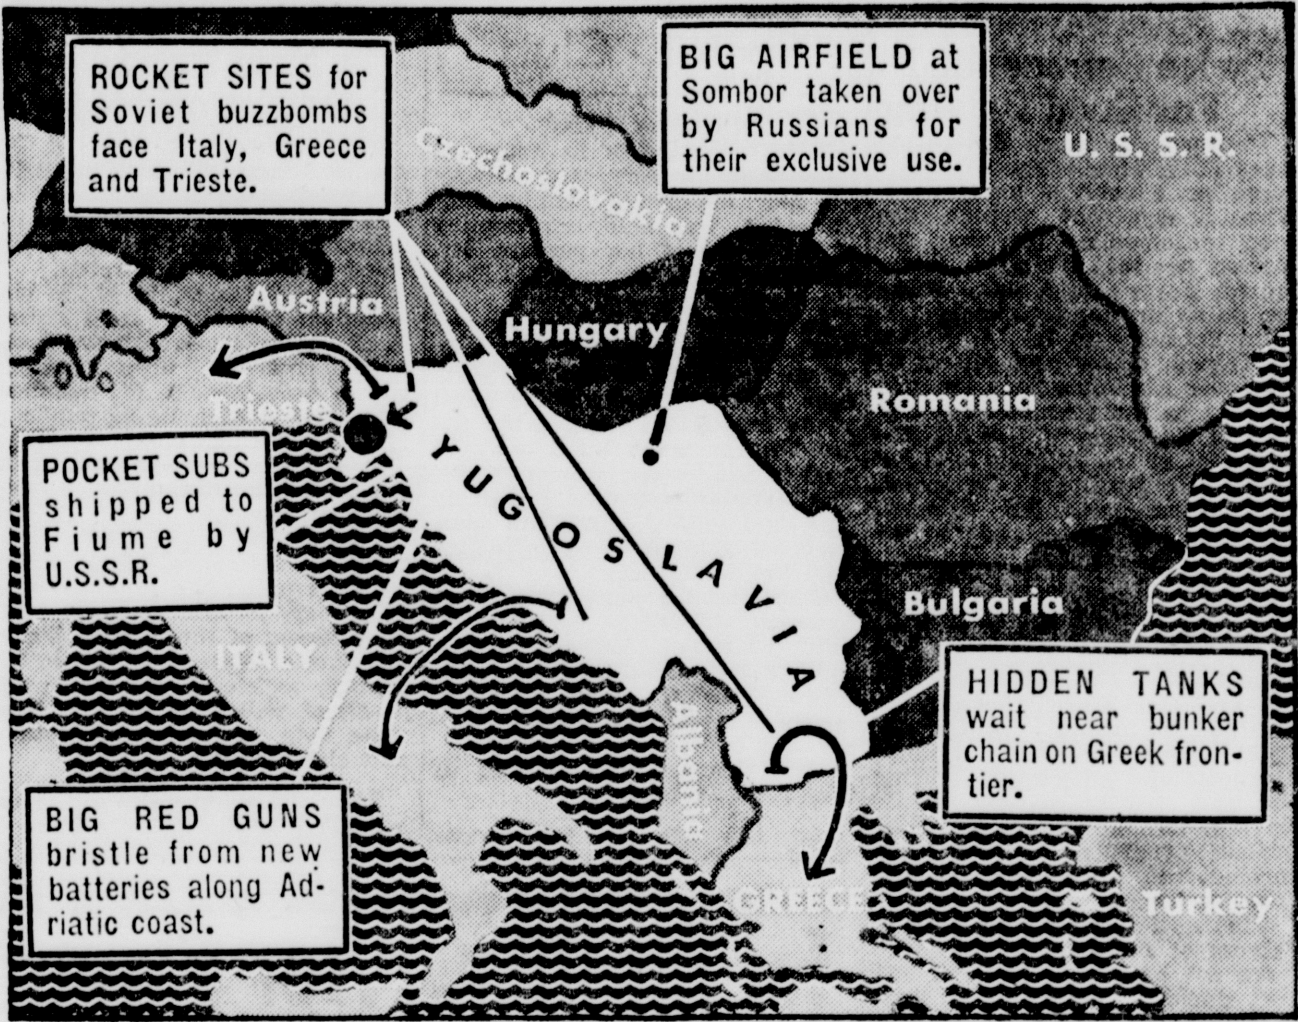 ROCKET SITES for
Soviet buzzbombs
face Italy, Greece
and Trieste.
BIG AIRFIELD at
Sombor taken over
by Russians for
their exclusive use.
U. S. S. R.
Czechoslovakia
Austria
Hungary
Romania
Trieste
YUGOSLAVIA
POCKET SUBS
shipped to
Fiume by
U.S.S.R.
Bulgaria
ITALY
Albania
HIDDEN TANKS
wait near bunker
chain on Greek fron-
tier.
BIG RED GUNS
bristle from new
batteries along Ad-
riatic coast.
GREECE
Turkey